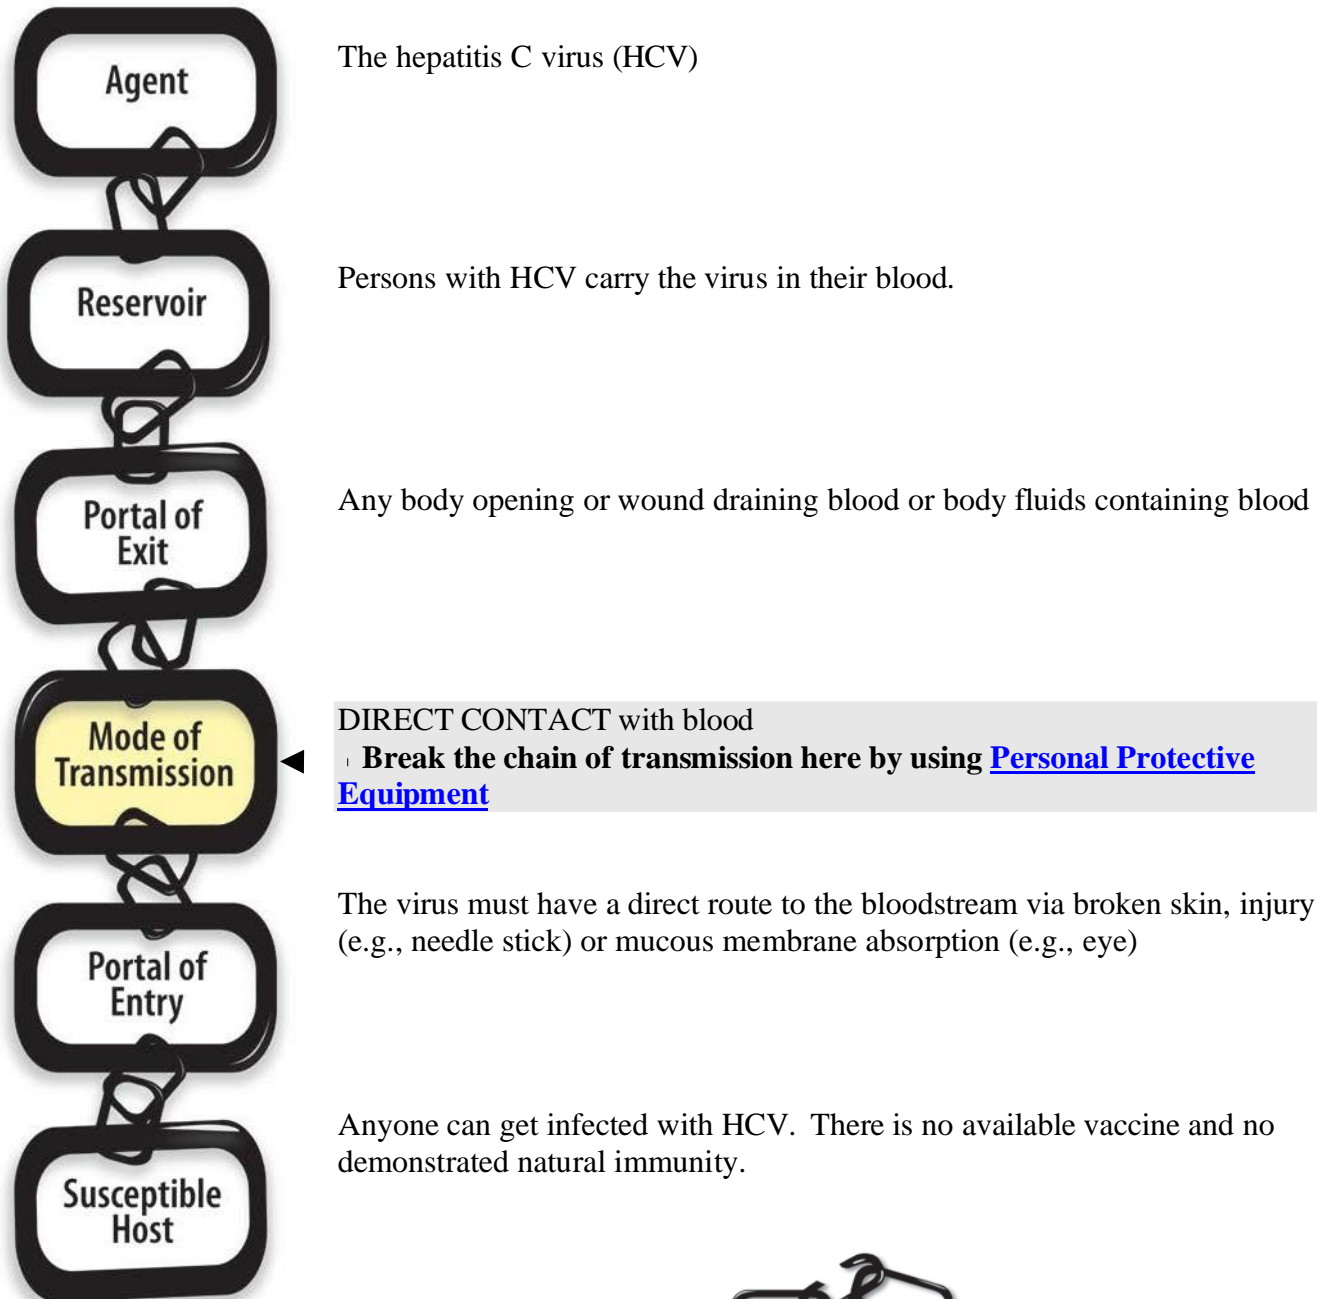 Agent
The hepatitis C virus (HCV)
Reservoir
Persons with HCV carry the virus in their blood.
Portal of
Exit
Any body opening or wound draining blood or body fluids containing blood
Mode of
Transmission
DIRECT CONTACT with blood
Break the chain of transmission here by using Personal Protective
Equipment
Portal of
Entry
The virus must have a direct route to the bloodstream via broken skin, injury
(e.g., needle stick) or mucous membrane absorption (e.g., eye)
Susceptible
Host
Anyone can get infected with HCV.  There is no available vaccine and no
demonstrated natural immunity.